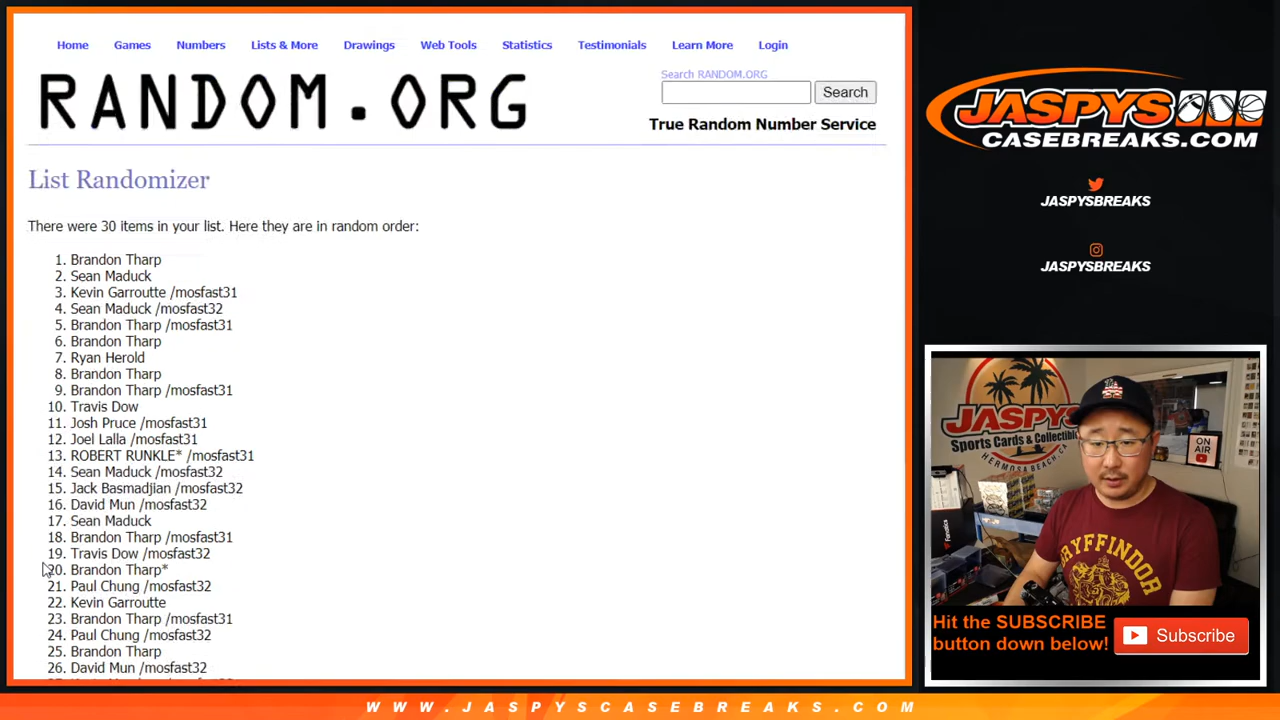 Home Games Numbers Lists & More Drawings Web Tools Statistics Testimonials Learn More Login
RANDOM.ORG
Search RANDOM.ORG
Search
True Random Number Service
List Randomizer
There were 30 items in your list. Here they are in random order:
1. Brandon Tharp
2. Sean Maduck
3. Kevin Garroutte /mosfast31
4. Sean Maduck /mosfast32
5. Brandon Tharp /mosfast31
6. Brandon Tharp
7. Ryan Herold
8. Brandon Tharp
9. Brandon Tharp /mosfast31
10. Travis Dow
11. Josh Pruce /mosfast31
12. Joel Lalla /mosfast31
13. ROBERT RUNKLE* /mosfast31
14. Sean Maduck /mosfast32
15. Jack Basmadjian /mosfast32
16. David Mun /mosfast32
17. Sean Maduck
18. Brandon Tharp /mosfast31
19. Travis Dow /mosfast32
20. Brandon Tharp*
21. Paul Chung /mosfast32
22. Kevin Garroutte
23. Brandon Tharp /mosfast31
24. Paul Chung /mosfast32
25. Brandon Tharp
26. David Mun /mosfast32
JASPYS
CASEBREAKS.COM
JASPYSBREAKS
JASPYSBREAKS
JASPYS
Sports Cards & Collectibles
HERMOSA BEACH, C
ON
AIR
Fanatics
GRYFFINDOR
Hit the SUBSCRIBE
button down below!
Subscribe
WWW.JASPYSCASEBREAKS.COM